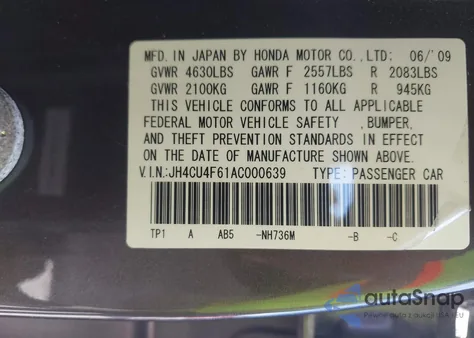 MFD. IN JAPAN BY HONDA MOTOR CO., LTD: 06/'09
GVWR 4630LBS GAWR F 2557LBS R 2083LBS
GVWR 2100KG GAWR F 1160KG R 945KG
THIS VEHICLE CONFORMS TO ALL APPLICABLE
FEDERAL MOTOR VEHICLE SAFETY ,BUMPER,
AND THEFT PREVENTION STANDARDS IN EFFECT
ON THE DATE OF MANUFACTURE SHOWN ABOVE.
V.I.N.:JH4CU4F61AC000639 TYPE: PASSENGER CAR
TP1 A AB5 -NH736M -B -C
autoSnap